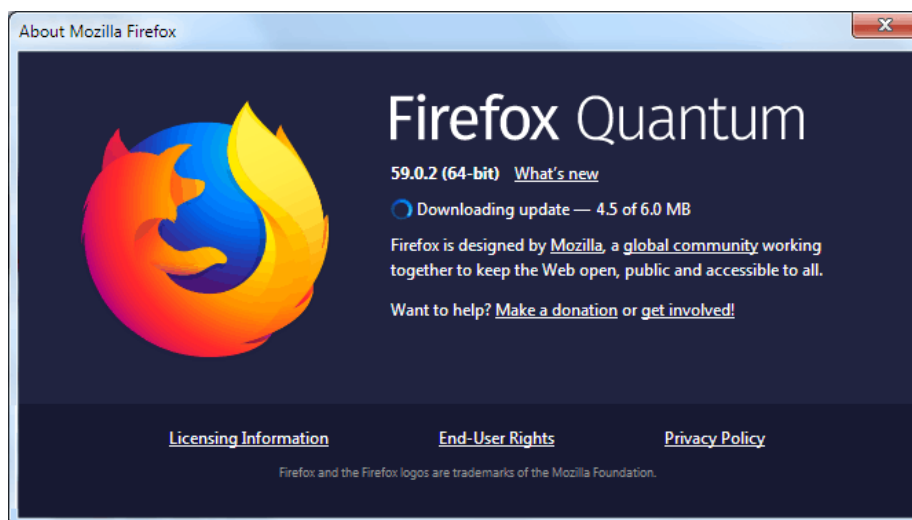 About Mozilla Firefox
Firefox Quantum
59.0.2 (64-bit) What's new
Downloading update — 4.5 of 6.0 MB
Firefox is designed by Mozilla, a global community working
together to keep the Web open, public and accessible to all.
Want to help? Make a donation or get involved!
Licensing Information End-User Rights Privacy Policy
Firefox and the Firefox logos are trademarks of the Mozilla Foundation.